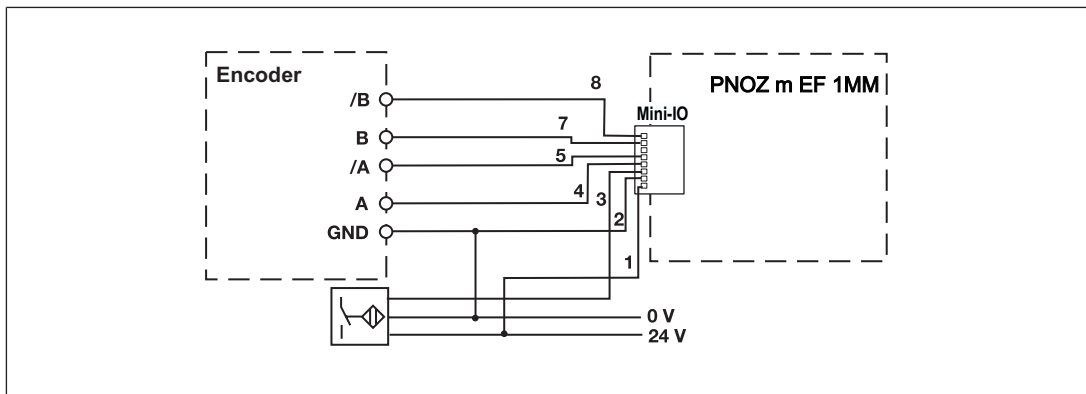 Encoder
PNOZ m EF 1MM
Mini-IO
/B
8
B
7
/A
5
A
4
3
GND
2
1
0 V
24 V